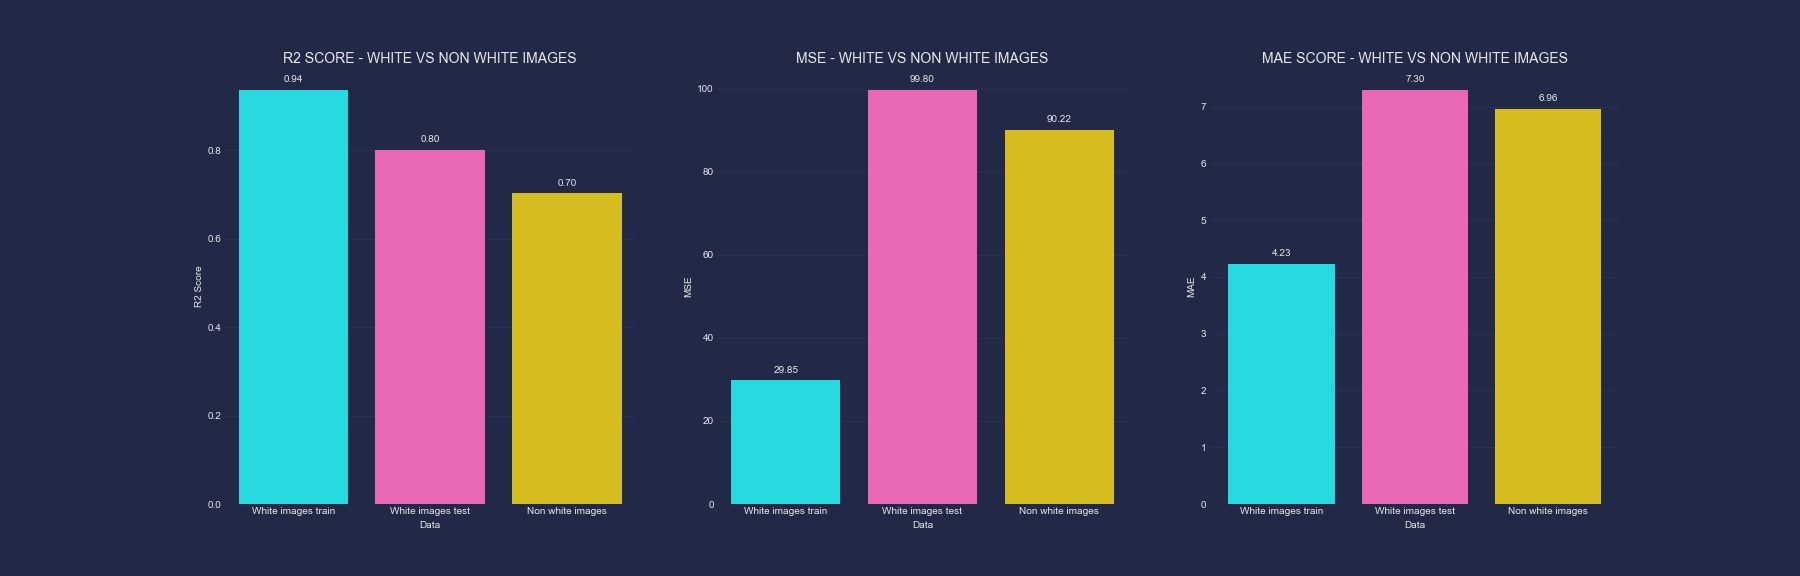 R2 SCORE - WHITE VS NON WHITE IMAGES
0.94
0.80
0.70
0.8
0.6
0.4
0.2
0.0
R2 Score
White images train
White images test
Non white images
Data
MSE - WHITE VS NON WHITE IMAGES
99.80
90.22
29.85
100
80
60
40
20
0
MSE
White images train
White images test
Non white images
Data
MAE SCORE - WHITE VS NON WHITE IMAGES
7.30
6.96
4.23
7
6
5
4
3
2
1
0
MAE
White images train
White images test
Non white images
Data